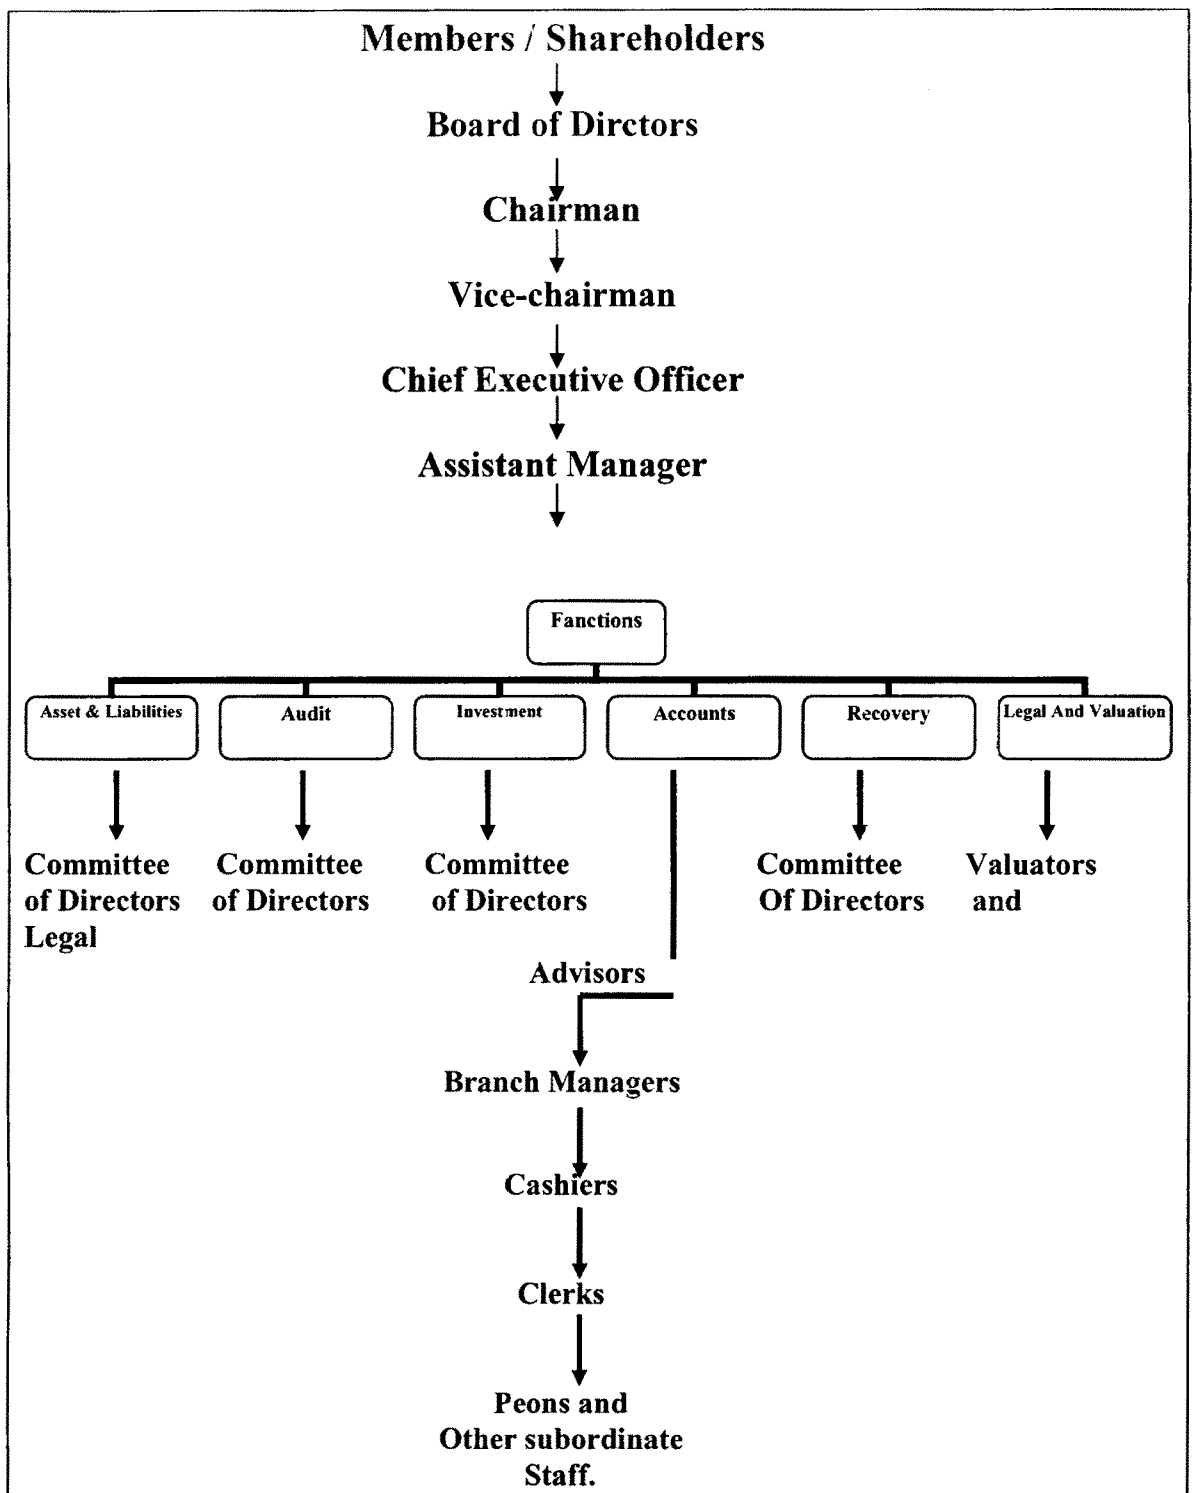 Members / Shareholders
Board of Dirctors
Chairman
Vice-chairman
Chief Executive Officer
Assistant Manager
Fanctions
Asset & Liabilities
Audit
Investment
Accounts
Recovery
Legal And Valuation
Committee
of Directors
Legal
Committee
of Directors
Committee
of Directors
Committee
Of Directors
Valuators
and
Advisors
Branch Managers
Cashiers
Clerks
Peons and
Other subordinate
Staff.